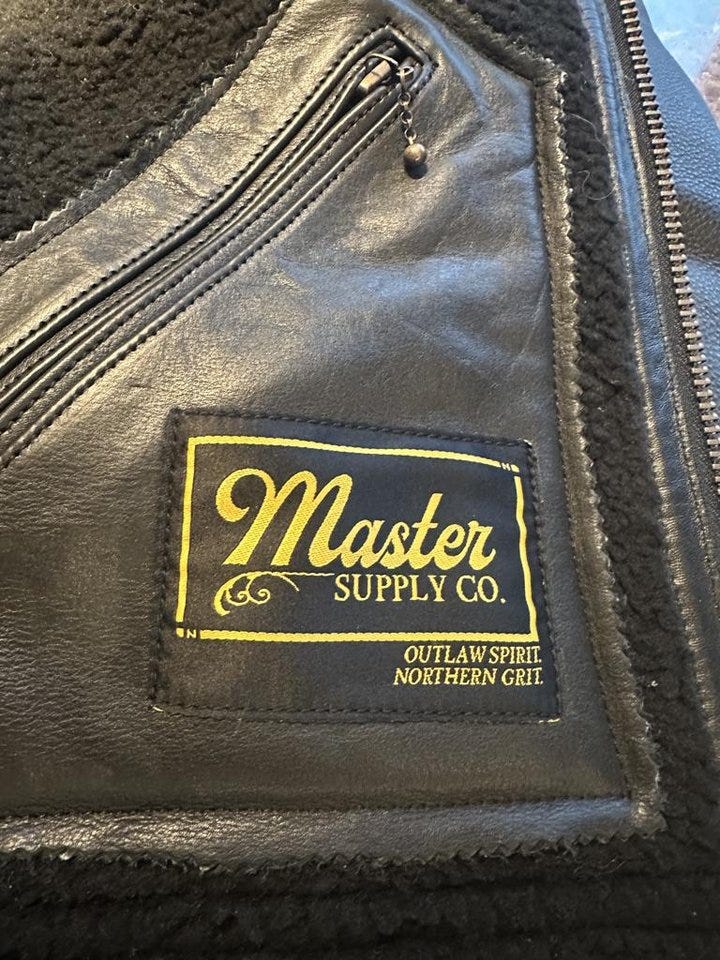 N
Master
SUPPLY CO.
N
OUTLAW SPIRIT.
NORTHERN GRIT.